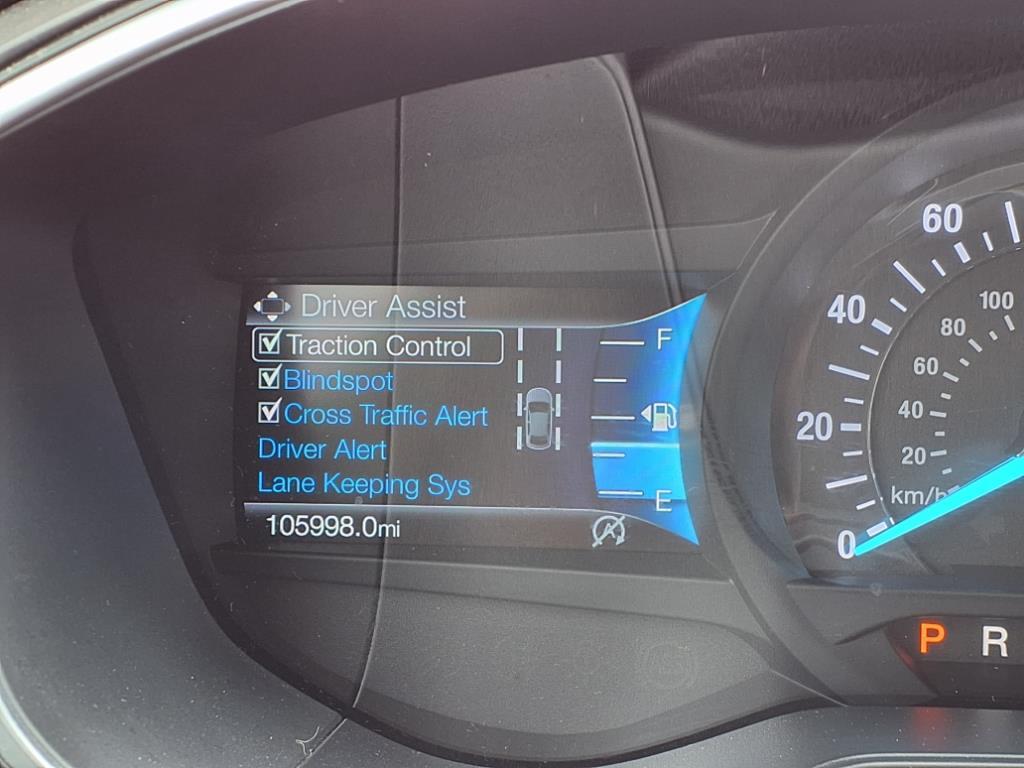 Driver Assist
Traction Control
Blindspot
Cross Traffic Alert
Driver Alert
Lane Keeping Sys
105998.0mi
F
E
60
40
20
0
100
80
60
40
20
km/h
P R